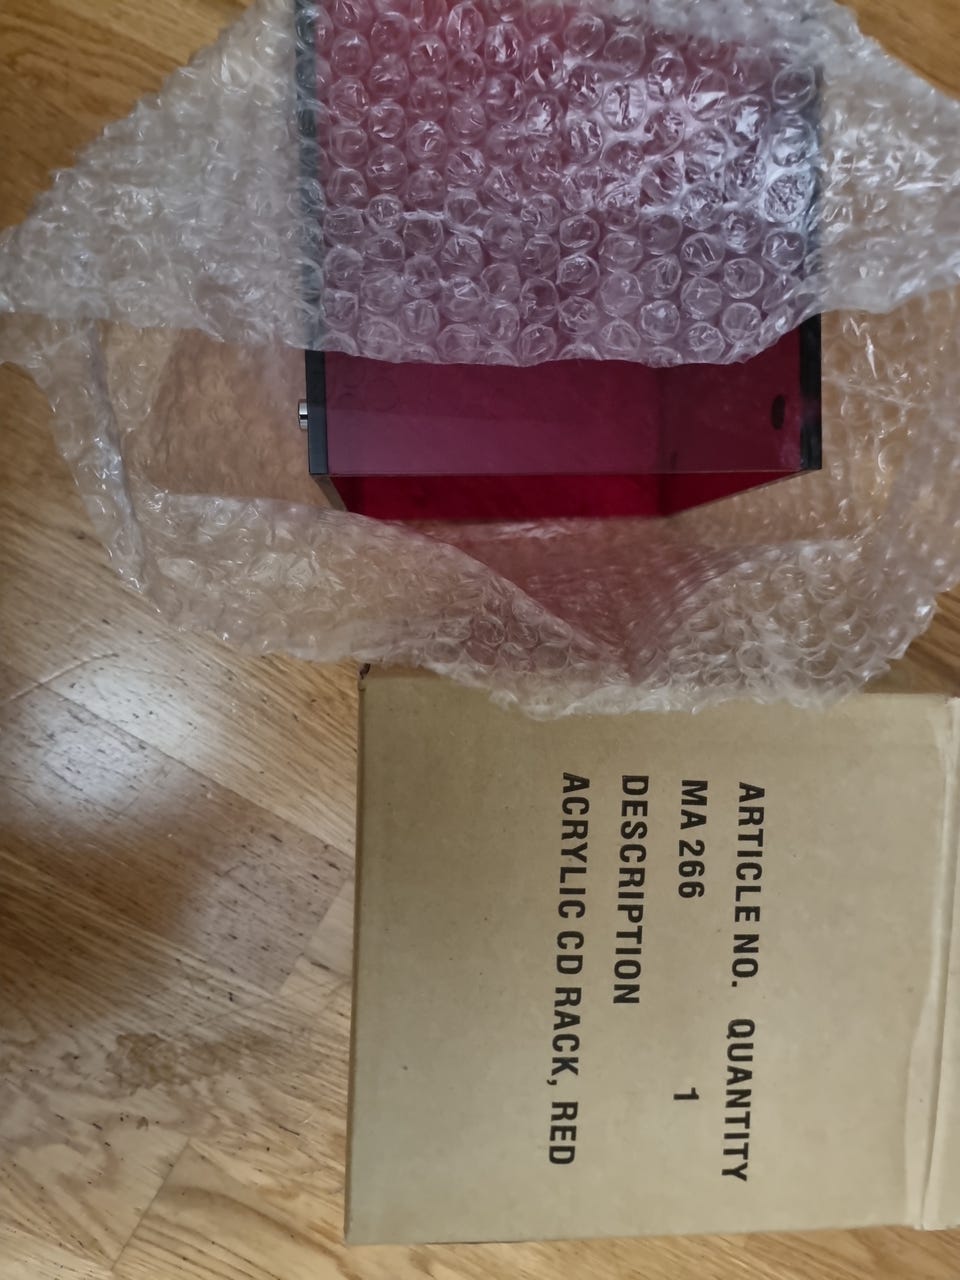 ARTICLE NO. QUANTITY
MA 266 1
DESCRIPTION
ACRYLIC CD RACK, RED